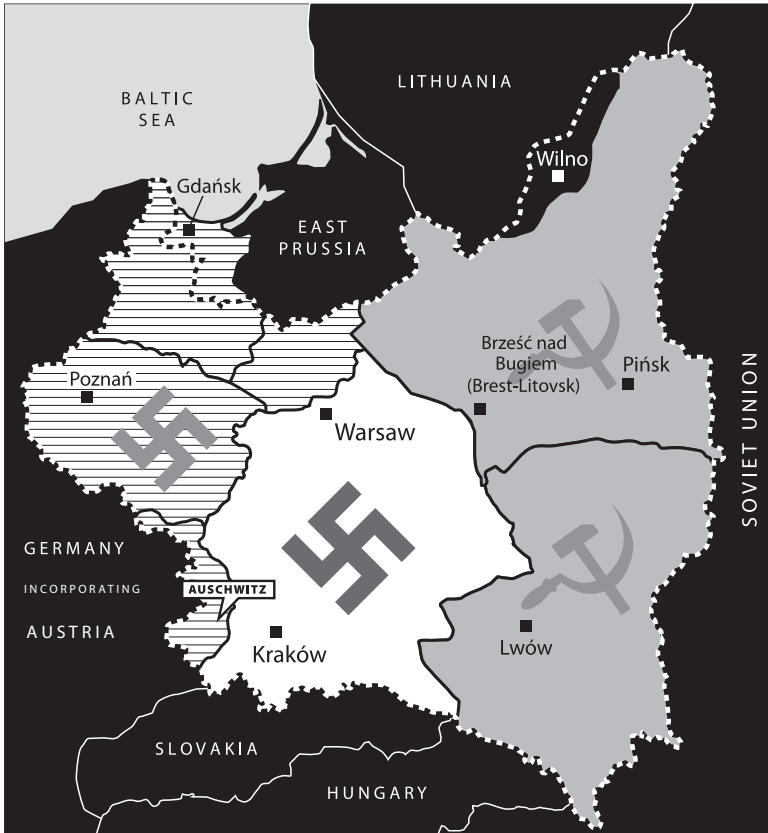 BALTIC
SEA
LITHUANIA
Wilno
Gdańsk
EAST
PRUSSIA
Brześć nad
Bugiem
(Brest-Litovsk)
Pińsk
Poznań
Warsaw
SOVIET UNION
GERMANY
INCORPORATING
AUSTRIA
AUSCHWITZ
Kraków
Lwów
SLOVAKIA
HUNGARY